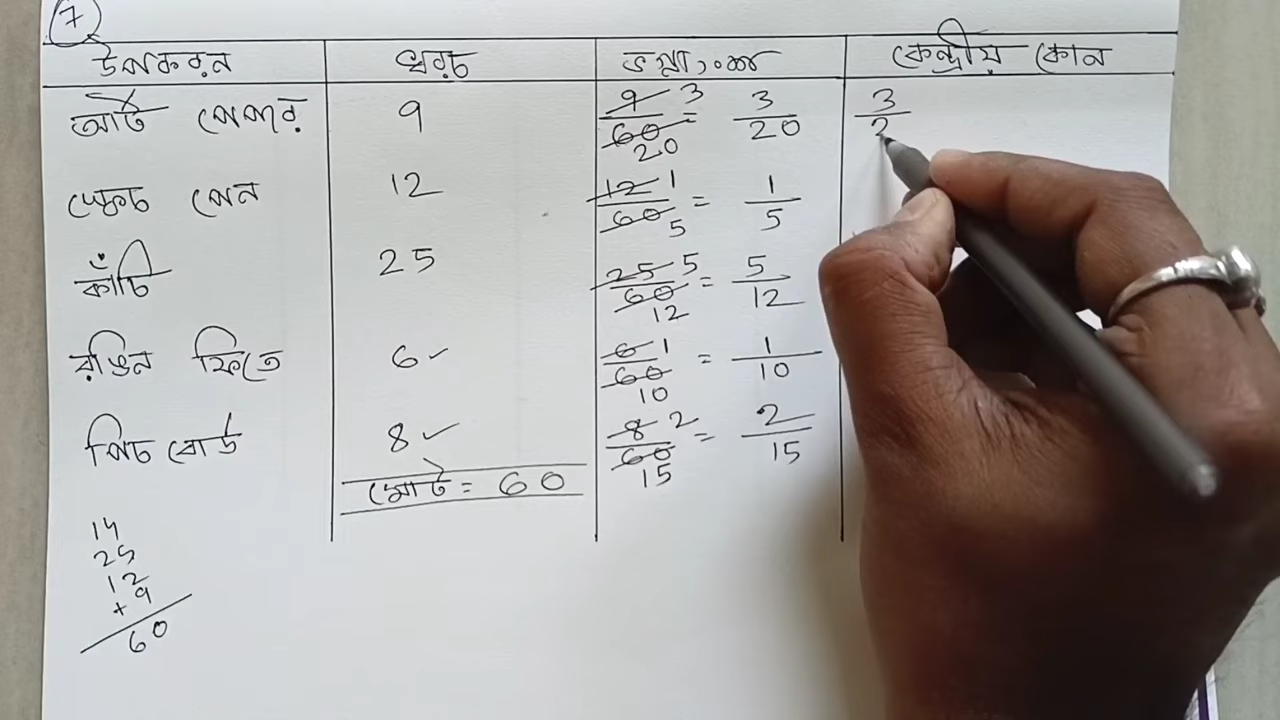 7
উপকরন খরচ ভগ্নাংশ কেন্দ্রীয় কোন
আর্ট পেপার 9 9/60 3 20 = 3/20 3/2
স্কেচ পেন 12 12/60 1 5 = 1/5
কাঁচি 25 25/60 5 12 = 5/12
রঙিন ফিতে 6✓ 6/60 1 10 = 1/10
পিচ বোর্ড 8✓ 8/60 2 15 = 2/15
মোট = 60
14
25
12
+ 9
60